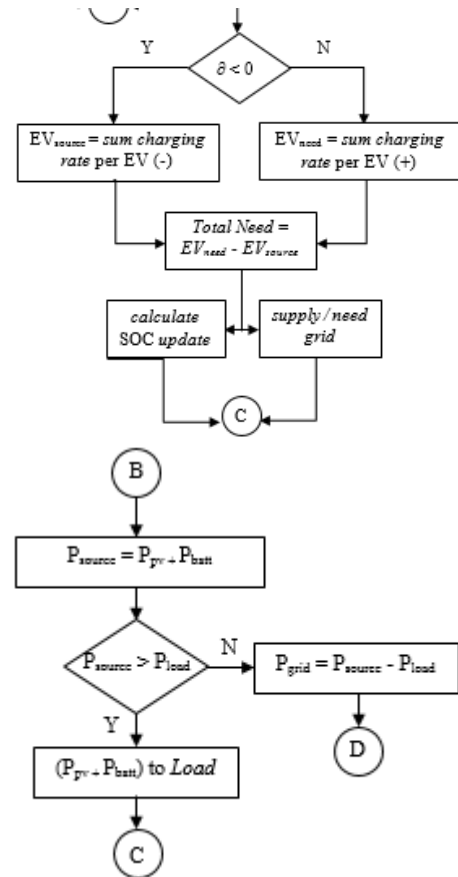 Y
N
∂ < 0
EVsource = sum charging
rate per EV (-)
EVneed = sum charging
rate per EV (+)
Total Need =
EVneed - EVsource
calculate
SOC update
supply / need
grid
C
B
Psource = Ppv + Pbatt
Psource > Pload
N
Pgrid = Psource - Pload
Y
D
(Ppv + Pbatt) to Load
C